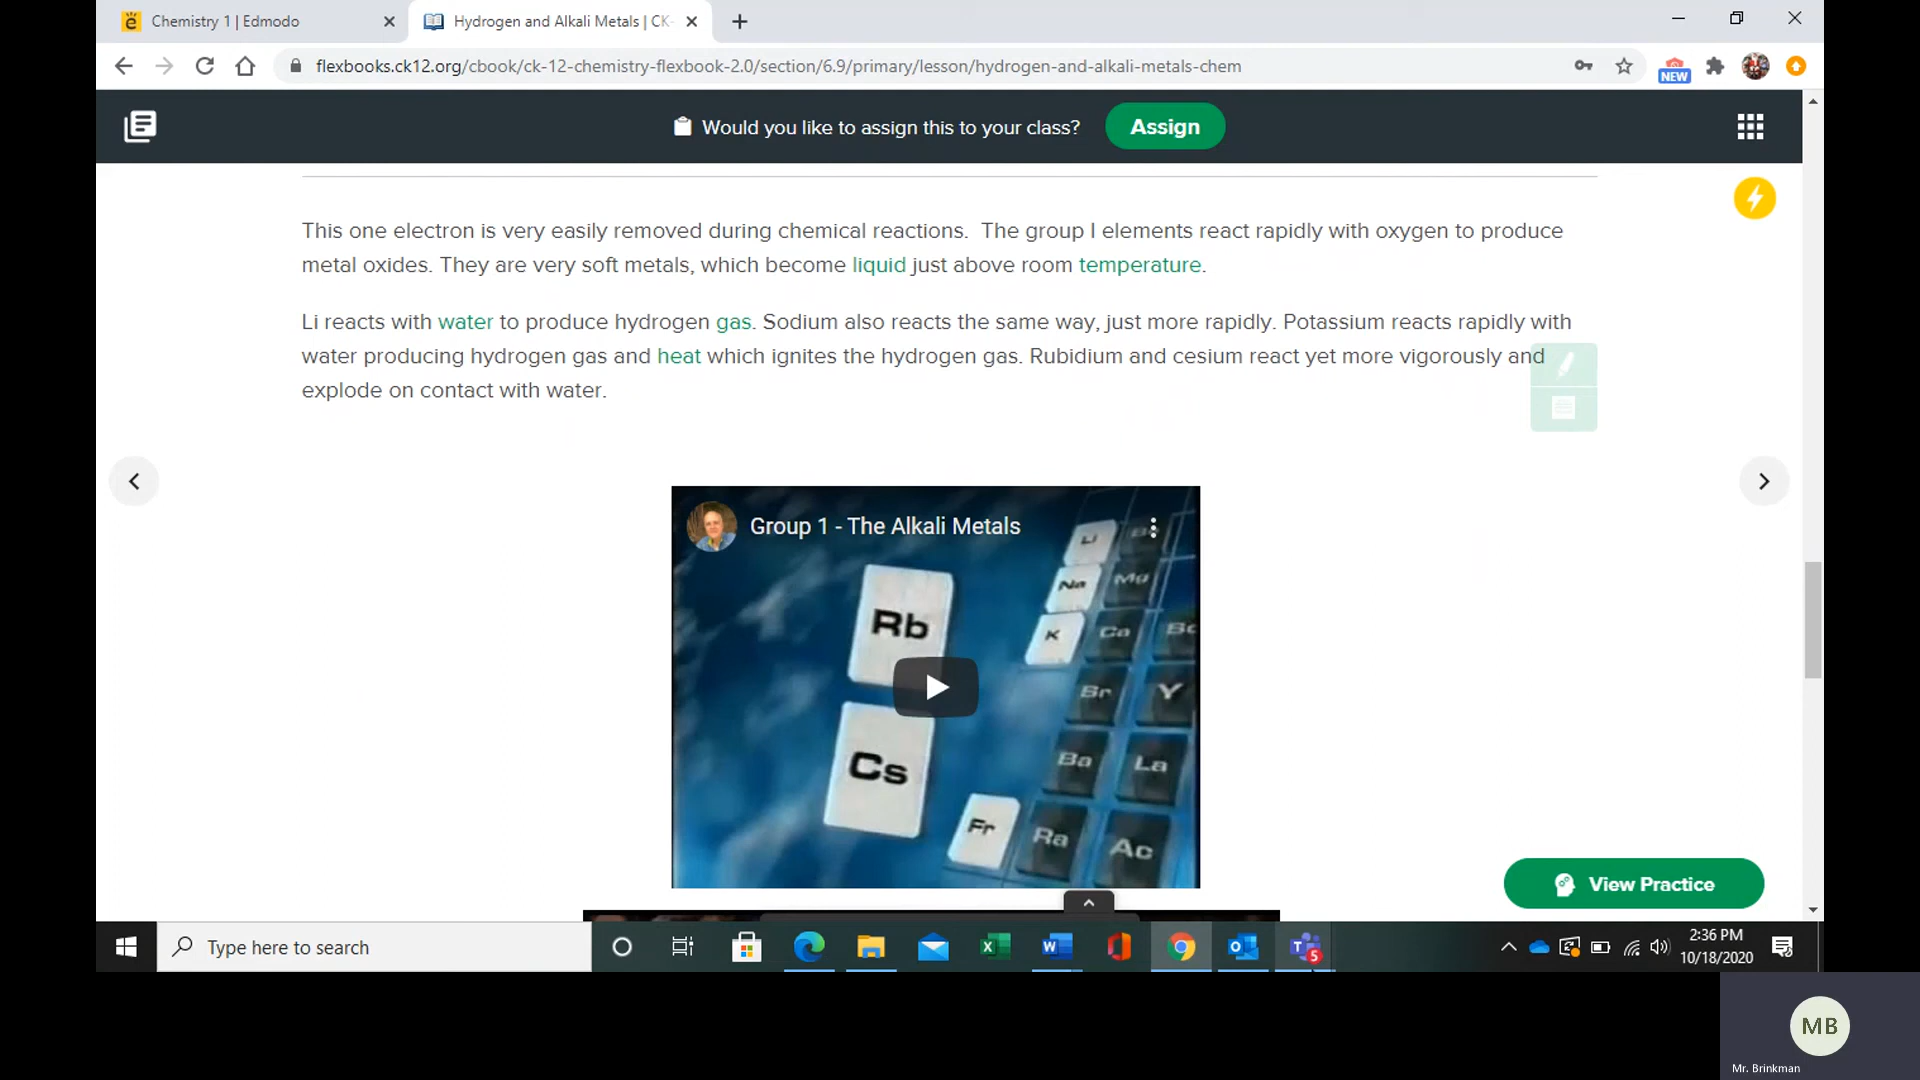 Chemistry 1 | Edmodo
Hydrogen and Alkali Metals | CK-
flexbooks.ck12.org/cbook/ck-12-chemistry-flexbook-2.0/section/6.9/primary/lesson/hydrogen-and-alkali-metals-chem
NEW
Would you like to assign this to your class?
Assign
This one electron is very easily removed during chemical reactions. The group I elements react rapidly with oxygen to produce
metal oxides. They are very soft metals, which become liquid just above room temperature.
Li reacts with water to produce hydrogen gas. Sodium also reacts the same way, just more rapidly. Potassium reacts rapidly with
water producing hydrogen gas and heat which ignites the hydrogen gas. Rubidium and cesium react yet more vigorously and
explode on contact with water.
Group 1 - The Alkali Metals
Li
Na Mg
Rb
K Ca Sc
Sr Y
Cs
Ba La
Fr Ra Ac
View Practice
Type here to search
5
2:36 PM
10/18/2020
MB
Mr. Brinkman